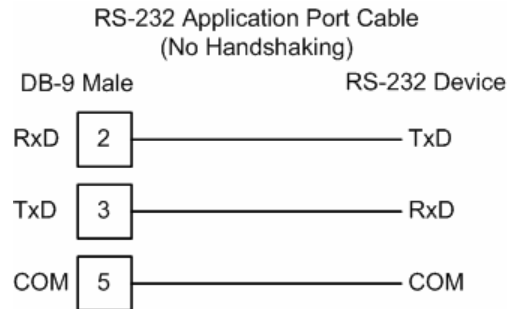 RS-232 Application Port Cable
(No Handshaking)
DB-9 Male RS-232 Device
RxD 2 TxD
TxD 3 RxD
COM 5 COM